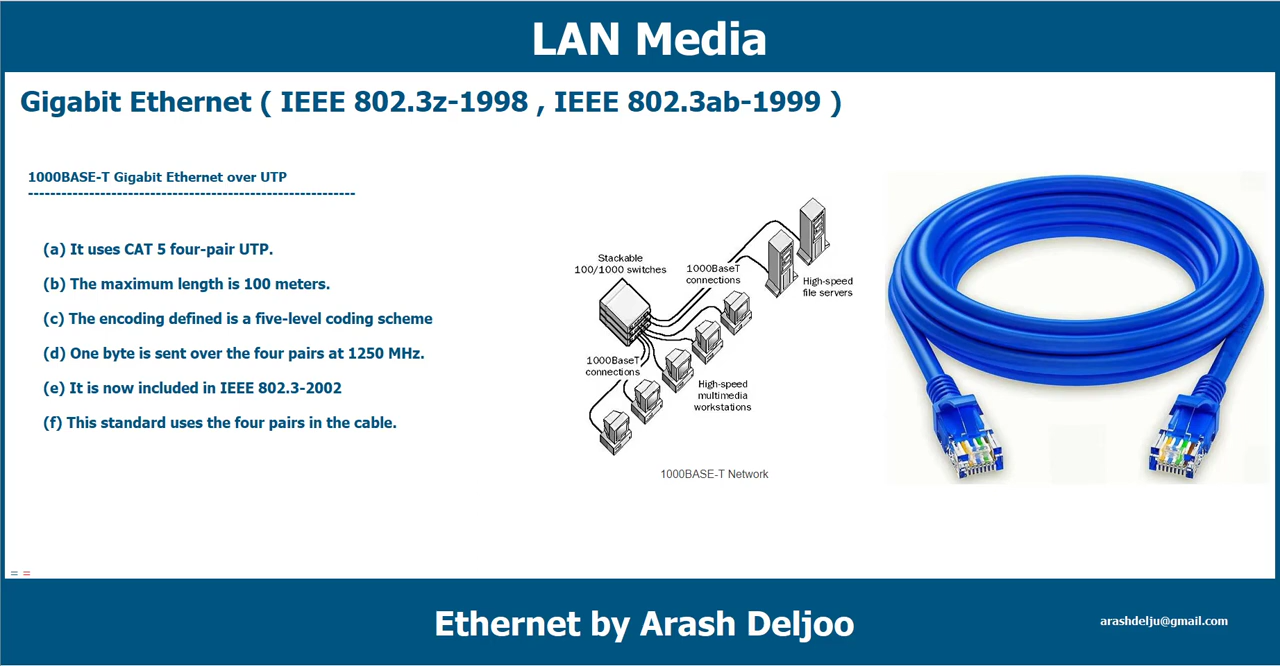 LAN Media
Gigabit Ethernet ( IEEE 802.3z-1998 , IEEE 802.3ab-1999 )
1000BASE-T Gigabit Ethernet over UTP
-----------------------------------------------------------
(a) It uses CAT 5 four-pair UTP.
(b) The maximum length is 100 meters.
(c) The encoding defined is a five-level coding scheme
(d) One byte is sent over the four pairs at 1250 MHz.
(e) It is now included in IEEE 802.3-2002
(f) This standard uses the four pairs in the cable.
Stackable
100/1000 switches
1000BaseT
connections
High-speed
file servers
1000BaseT
connections
High-speed
multimedia
workstations
1000BASE-T Network
= =
Ethernet by Arash Deljoo
arashdelju@gmail.com